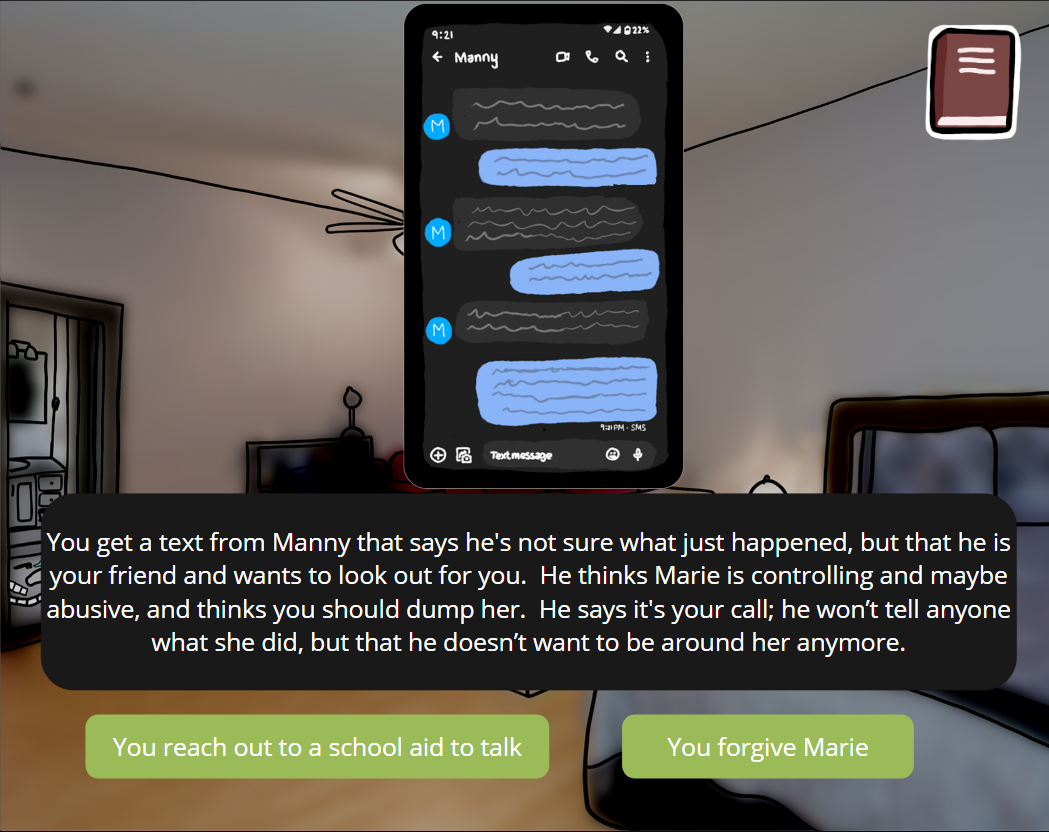 9:21
22%
Manny
M
M
M
9:21 PM · SMS
Text message
You get a text from Manny that says he's not sure what just happened, but that he is
your friend and wants to look out for you.  He thinks Marie is controlling and maybe
abusive, and thinks you should dump her.  He says it's your call; he won’t tell anyone
what she did, but that he doesn’t want to be around her anymore.
You reach out to a school aid to talk
You forgive Marie